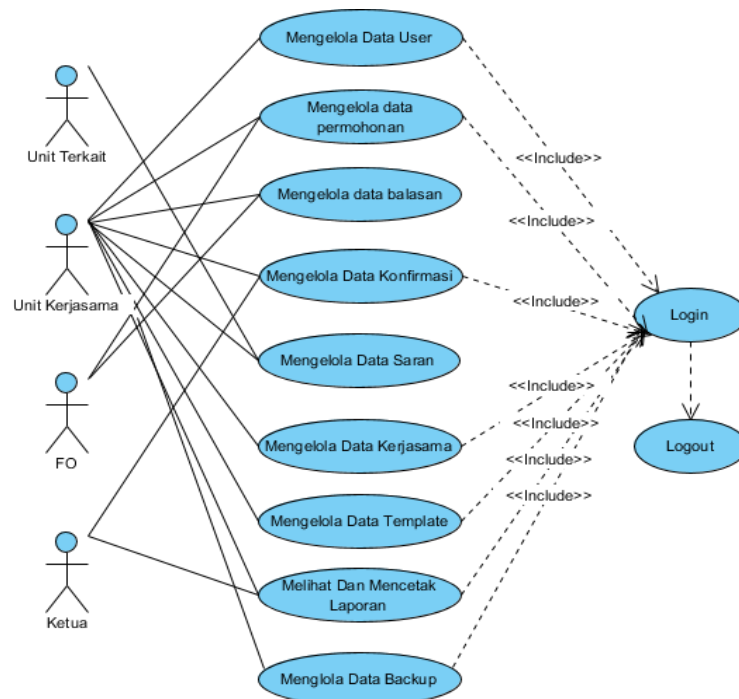 Mengelola Data User
Mengelola data
permohonan
Unit Terkait
<<Include>>
Mengelola data balasan
<<Include>>
Mengelola Data Konfirmasi
Unit Kerjasama
<<Include>>
Login
Mengelola Data Saran
<<Include>>
<<Include>>
Mengelola Data Kerjasama
Logout
FO
<<Include>>
<<Include>>
Mengelola Data Template
Melihat Dan Mencetak
Laporan
Ketua
Menglola Data Backup